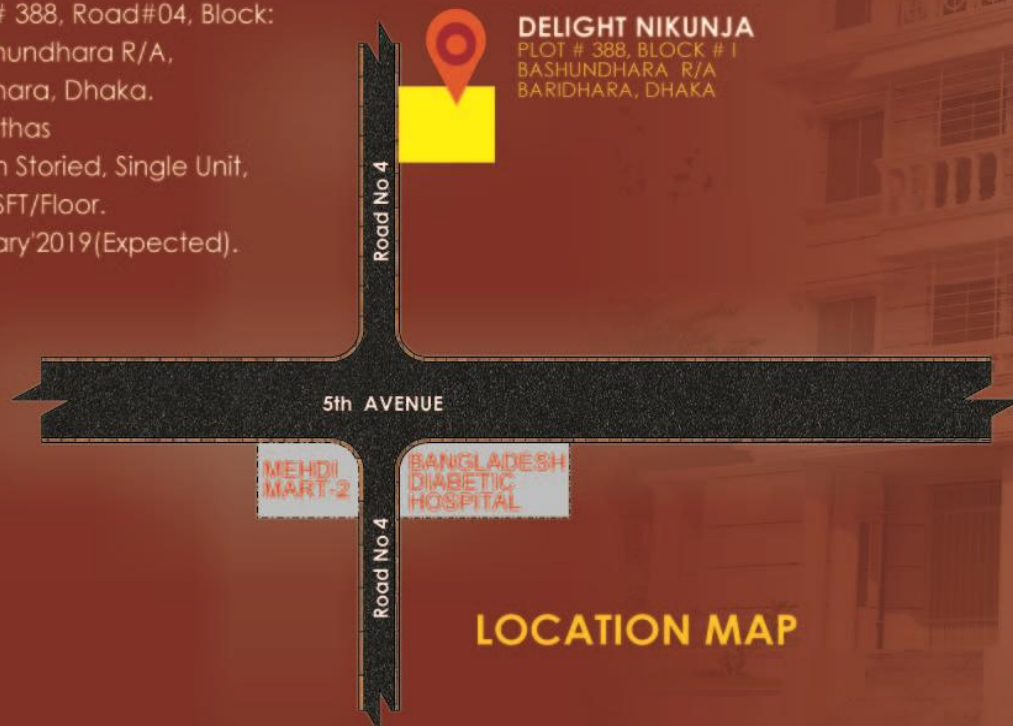 # 388, Road#04, Block:
hundhara R/A,
hara, Dhaka.
thas
n Storied, Single Unit,
SFT/Floor.
ary'2019(Expected).
DELIGHT NIKUNJA
PLOT # 388, BLOCK # I
BASHUNDHARA R/A
BARIDHARA, DHAKA
Road No 4
5th AVENUE
MEHDI
MART-2
BANGLADESH
DIABETIC
HOSPITAL
Road No 4
LOCATION MAP